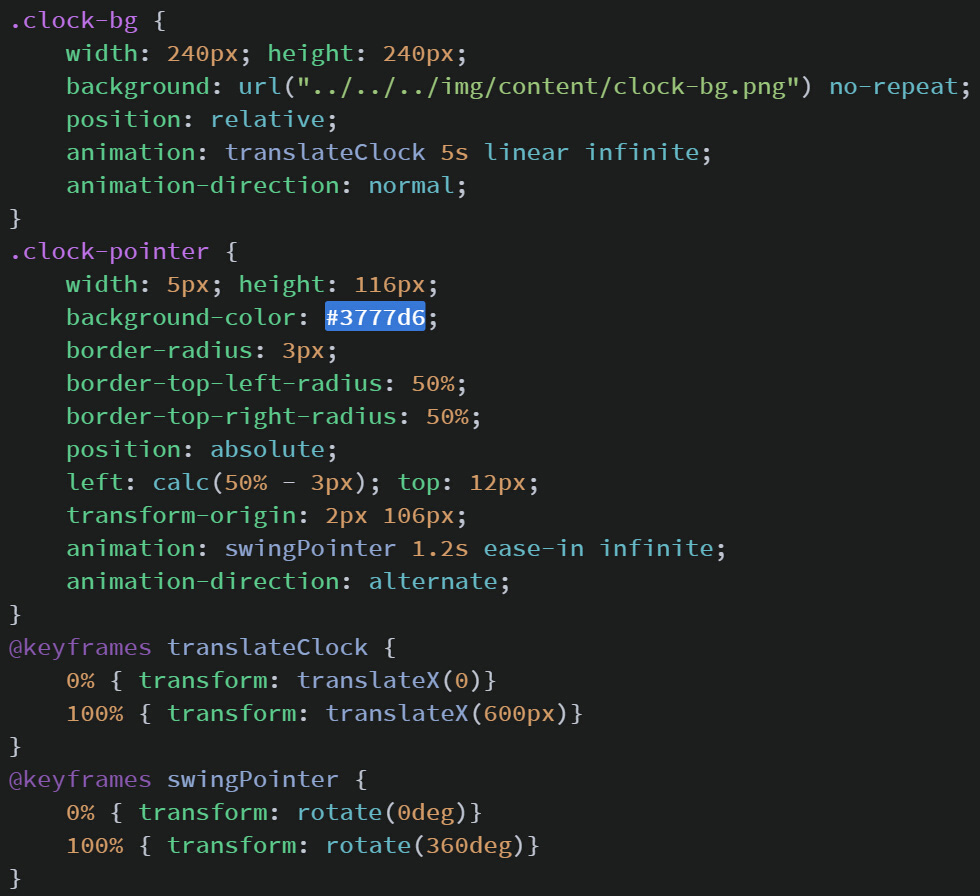 .clock-bg {
    width: 240px; height: 240px;
    background: url("../../../img/content/clock-bg.png") no-repeat;
    position: relative;
    animation: translateClock 5s linear infinite;
    animation-direction: normal;
}
.clock-pointer {
    width: 5px; height: 116px;
    background-color: #3777d6;
    border-radius: 3px;
    border-top-left-radius: 50%;
    border-top-right-radius: 50%;
    position: absolute;
    left: calc(50% - 3px); top: 12px;
    transform-origin: 2px 106px;
    animation: swingPointer 1.2s ease-in infinite;
    animation-direction: alternate;
}
@keyframes translateClock {
    0% { transform: translateX(0)}
    100% { transform: translateX(600px)}
}
@keyframes swingPointer {
    0% { transform: rotate(0deg)}
    100% { transform: rotate(360deg)}
}